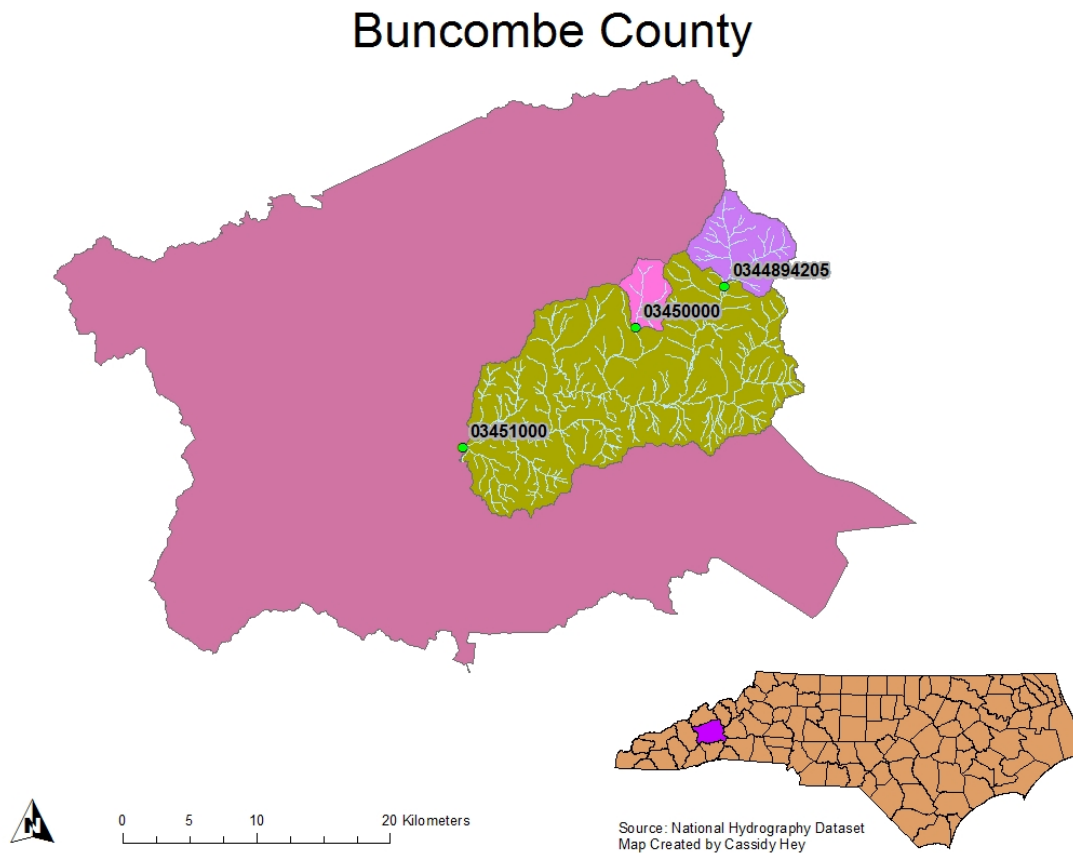 Buncombe County
0344894205
03450000
03451000
N
0 5 10 20 Kilometers
Source: National Hydrography Dataset
Map Created by Cassidy Hey